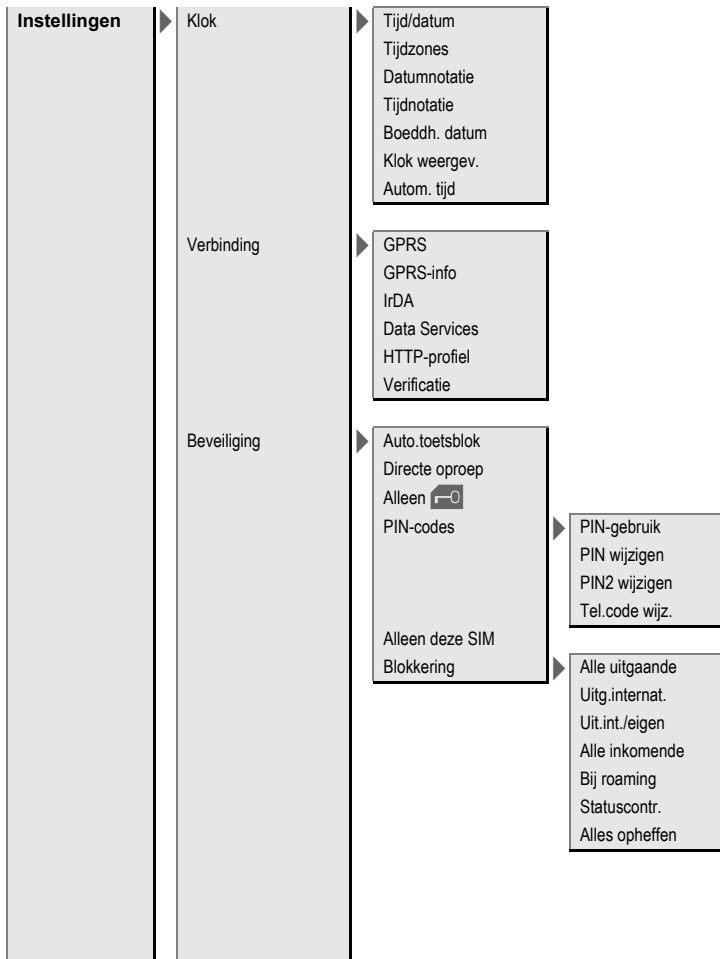 Instellingen
Klok
Tijd/datum
Tijdzones
Datumnotatie
Tijdnotatie
Boeddh. datum
Klok weergev.
Autom. tijd
Verbinding
GPRS
GPRS-info
IrDA
Data Services
HTTP-profiel
Verificatie
Beveiliging
Auto.toetsblok
Directe oproep
Alleen
PIN-codes
PIN-gebruik
PIN wijzigen
PIN2 wijzigen
Tel.code wijz.
Alleen deze SIM
Blokkering
Alle uitgaande
Uitg.internat.
Uit.int./eigen
Alle inkomende
Bij roaming
Statuscontr.
Alles opheffen